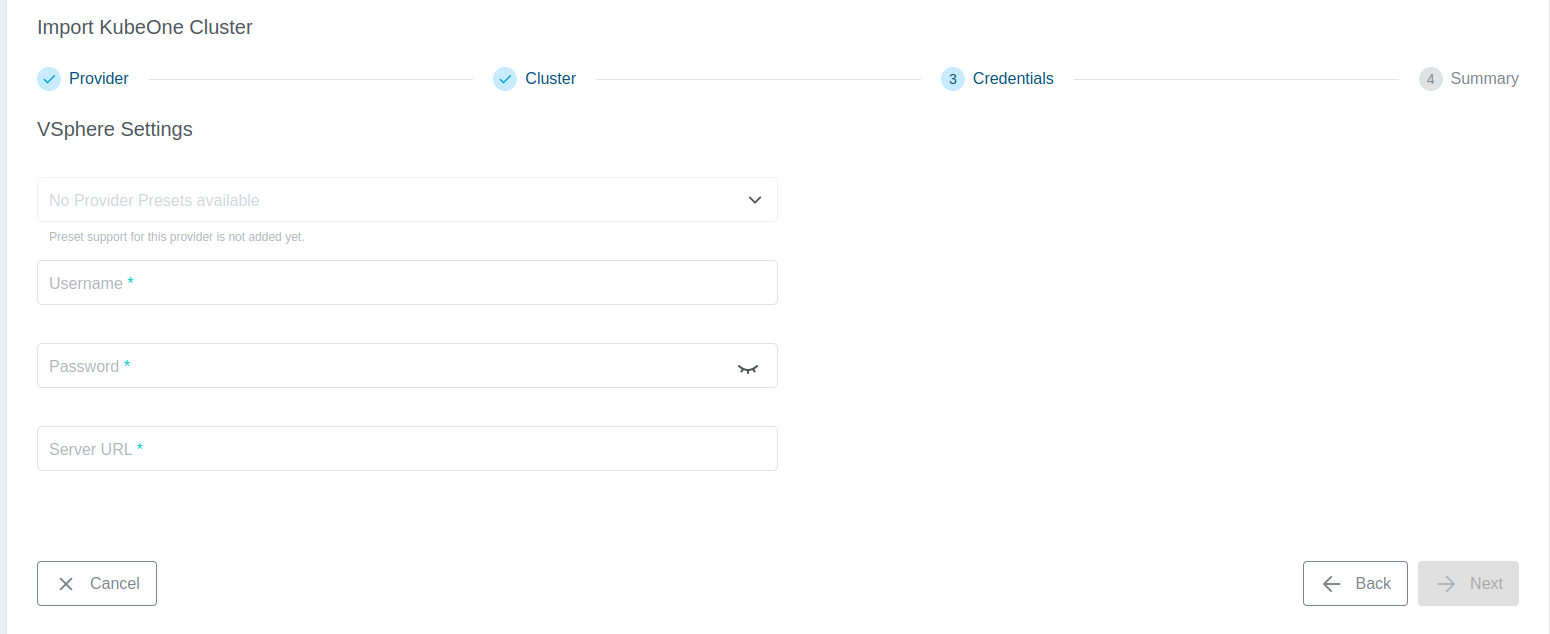 Import KubeOne Cluster
Provider
Cluster
3 Credentials
4 Summary
VSphere Settings
No Provider Presets available
Preset support for this provider is not added yet.
Username *
Password *
Server URL *
Cancel
Back
Next